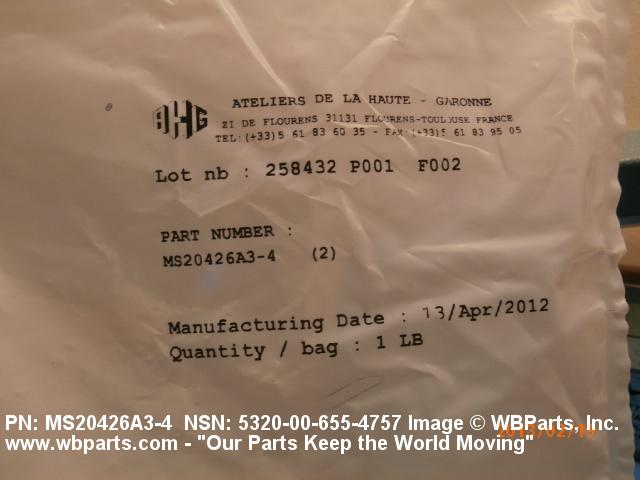 AHG
ATELIERS DE LA HAUTE - GARONNE
ZI DE FLOURENS 31131 FLOURENS-TOULOUSE FRANCE
TEL:(+33)5 61 83 60 35 - FAX:(+33)5 61 83 95 05
Lot nb : 258432 P001 F002
PART NUMBER :
MS20426A3-4 (2)
Manufacturing Date : 13/Apr/2012
Quantity / bag : 1 LB
PN: MS20426A3-4 NSN: 5320-00-655-4757 Image © WBParts, Inc.
www.wbparts.com - "Our Parts Keep the World Moving"